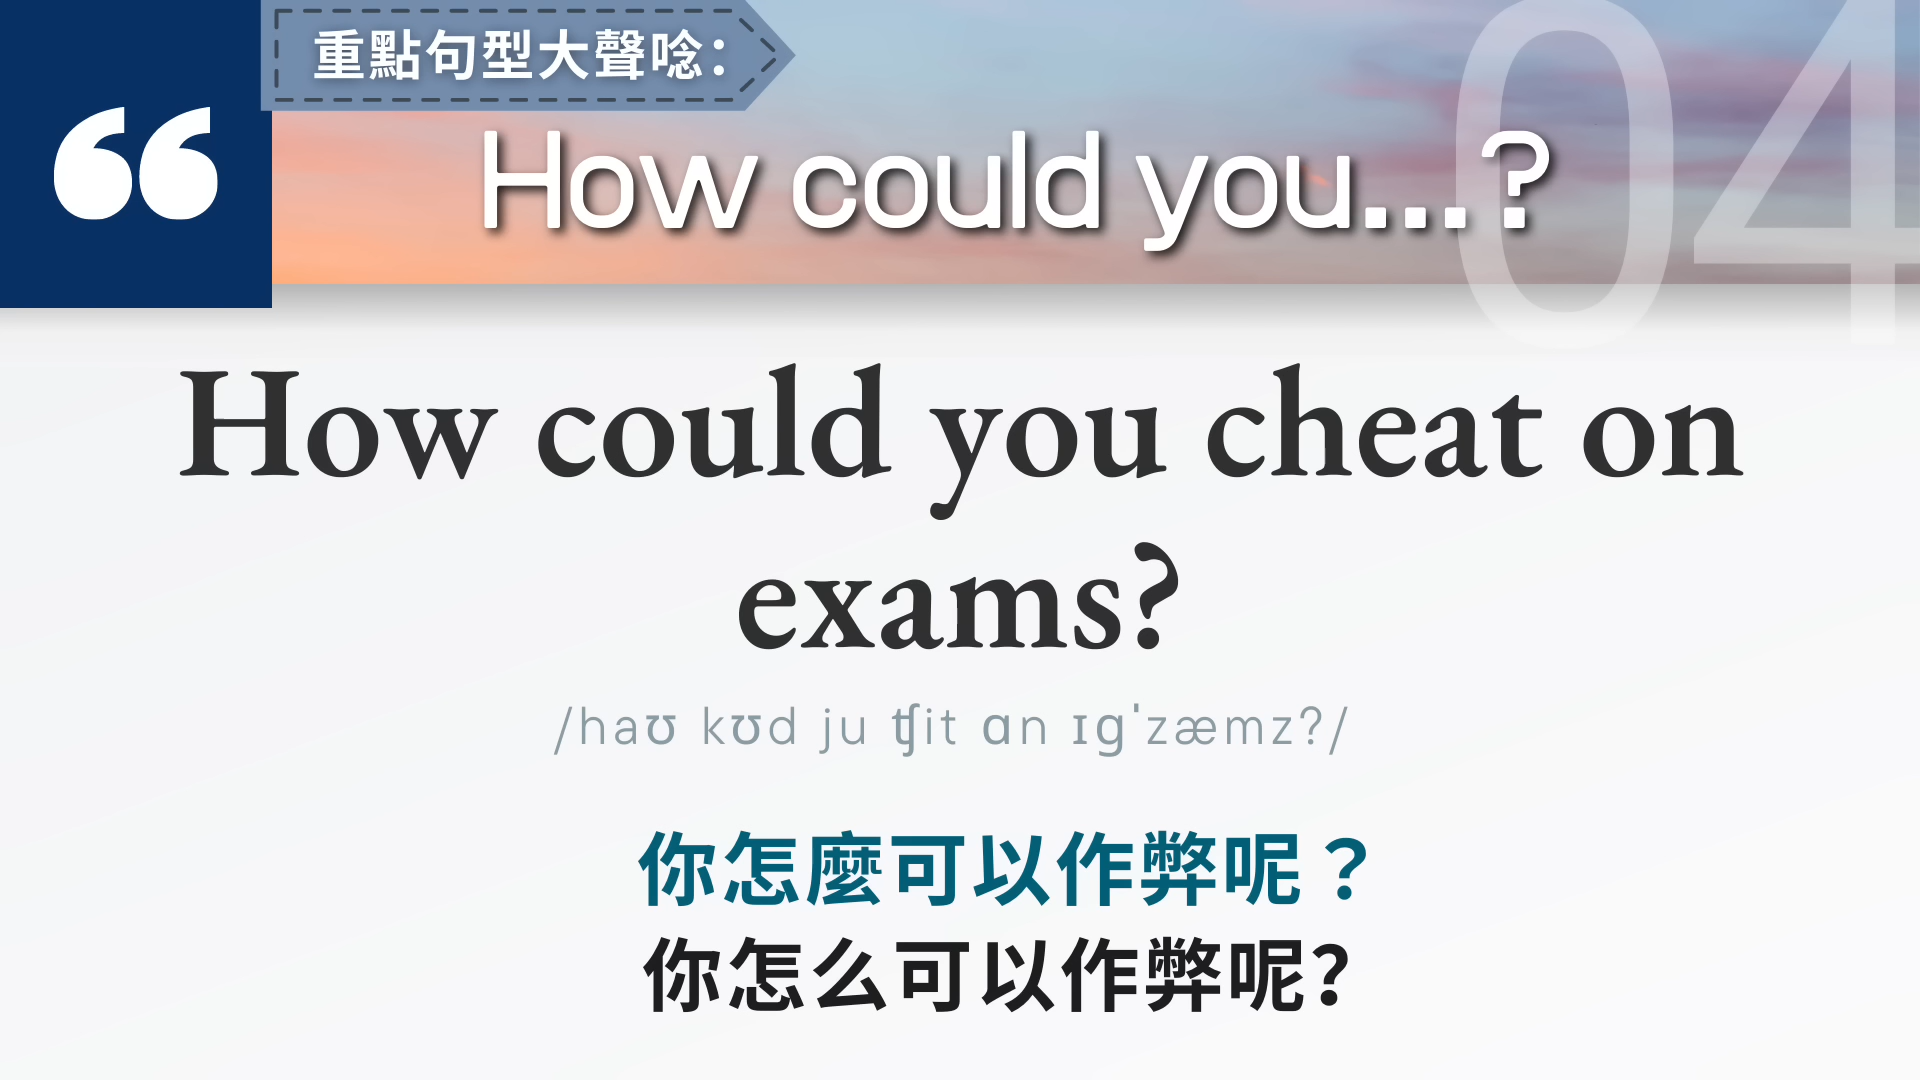 重點句型大聲唸：
04
How could you...?
How could you cheat on
exams?
/haʊ kʊd ju ʧit ɑn ɪgˈzæmz?/
你怎麼可以作弊呢？
你怎么可以作弊呢?